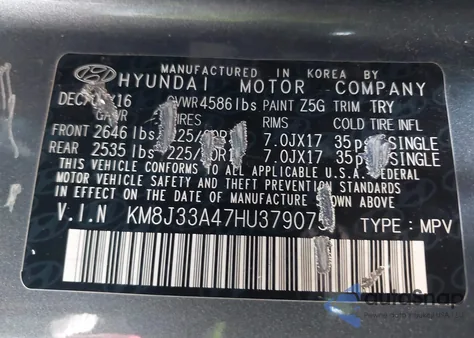 MANUFACTURED IN KOREA BY
HYUNDAI MOTOR COMPANY
GVWR 4586 lbs PAINT Z5G TRIM TRY
RIMS COLD TIRE INFL
FRONT 2646 lbs 7.0JX17 SINGLE
REAR 2535 lbs 7.0JX17 SINGLE
THIS VEHICLE CONFORMS TO ALL APPLICABLE U.S. FEDERAL
MOTOR VEHICLE SAFETY AND THEFT PREVENTION STANDARDS
IN EFFECT ON THE DATE OF MANUFACTURE SHOWN ABOVE
V.I.N KM8J33A47HU37907 TYPE : MPV
autoSnap